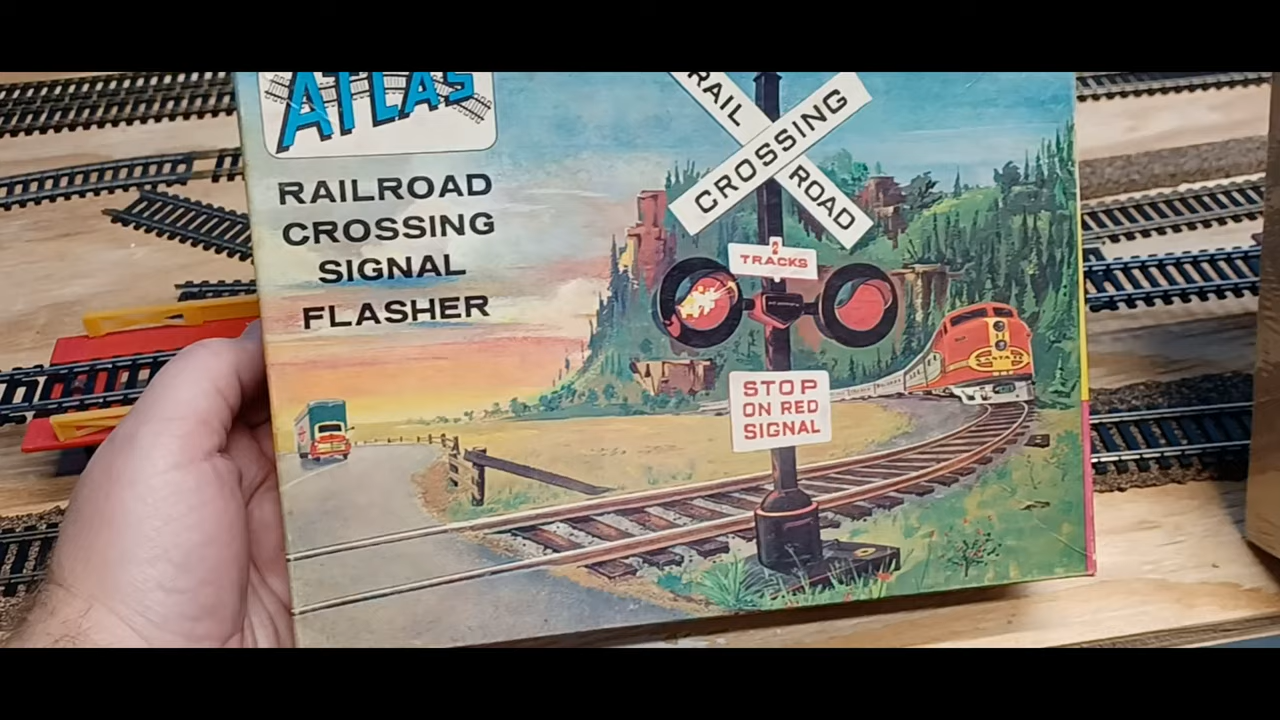 ATLAS
RAILROAD
CROSSING
SIGNAL
FLASHER
RAIL ROAD
CROSSING
2
TRACKS
STOP
ON RED
SIGNAL
SANTA FE